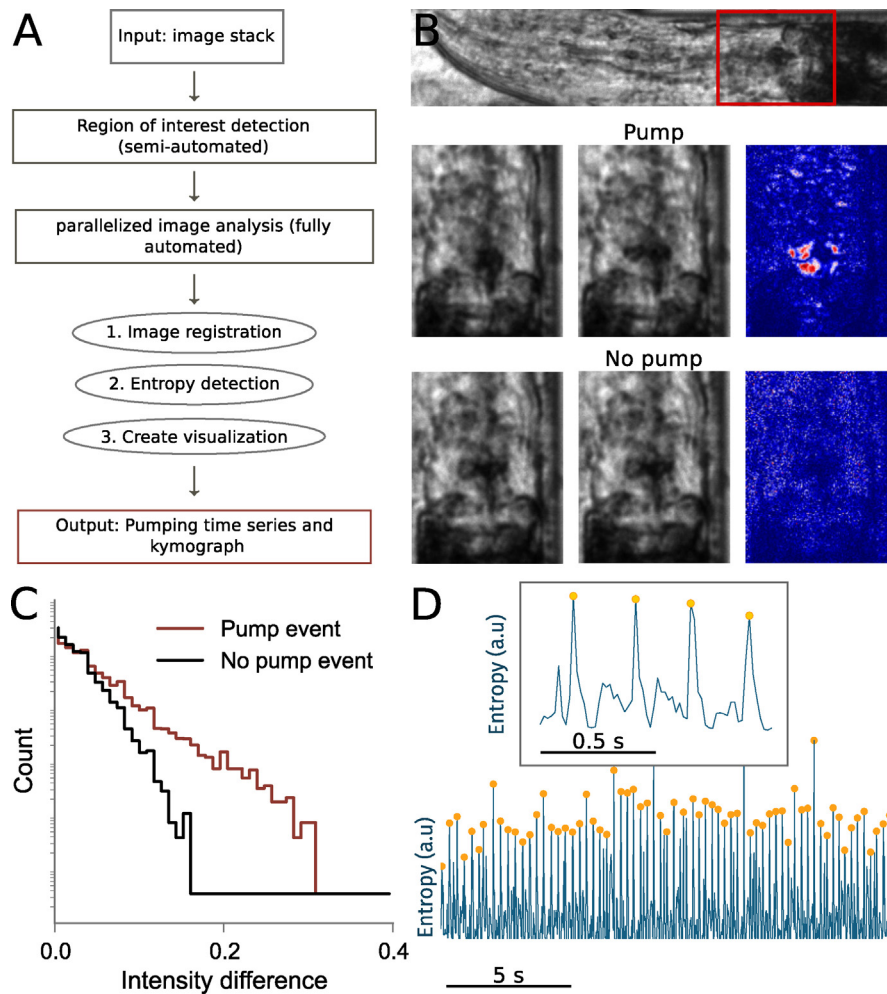 A
Input: image stack
Region of interest detection
(semi-automated)
parallelized image analysis (fully
automated)
1. Image registration
2. Entropy detection
3. Create visualization
Output: Pumping time series and
kymograph
B
Pump
No pump
C
Pump event
No pump event
Count
0.0
0.2
0.4
Intensity difference
D
Entropy (a.u)
0.5 s
Entropy (a.u)
5 s